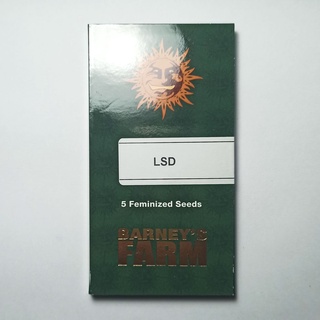 LSD
5 Feminized Seeds
BARNEY'S
FARM